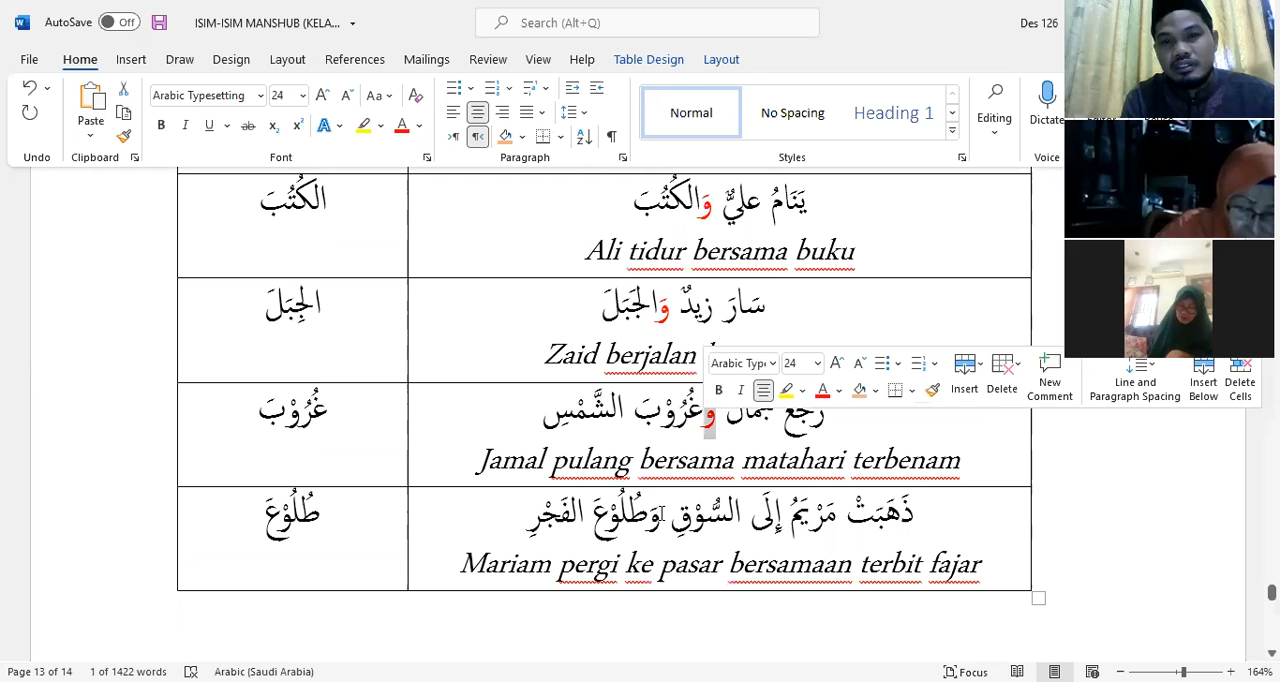 AutoSave Off ISIM-ISIM MANSHUB (KELA... Search (Alt+Q) Des 126
File Home Insert Draw Design Layout References Mailings Review View Help Table Design Layout
Arabic Typesetting 24 Aa Normal No Spacing Heading 1
Paste Editing Dictate
Undo Clipboard Font Paragraph Styles Voice
يَنَامُ عَلِيٌّ وَالكُتُبَ
الكُتُبَ
Ali tidur bersama buku
سَارَ زَيدٌ وَالجَبَلَ
الجِبَلَ
Zaid berjalan
Arabic Typ 24
Insert Delete New Comment Line and Paragraph Spacing Insert Below Delete Cells
رَجَعَ جَمَالٌ وَغُرُوْبَ الشَّمْسِ
غُرُوْبَ
Jamal pulang bersama matahari terbenam
ذَهَبَتْ مَرْيَمُ إِلَى السُّوْقِ وَطُلُوْعَ الفَجْرِ
طُلُوْعَ
Mariam pergi ke pasar bersamaan terbit fajar
Page 13 of 14 1 of 1422 words Arabic (Saudi Arabia) Focus 164%